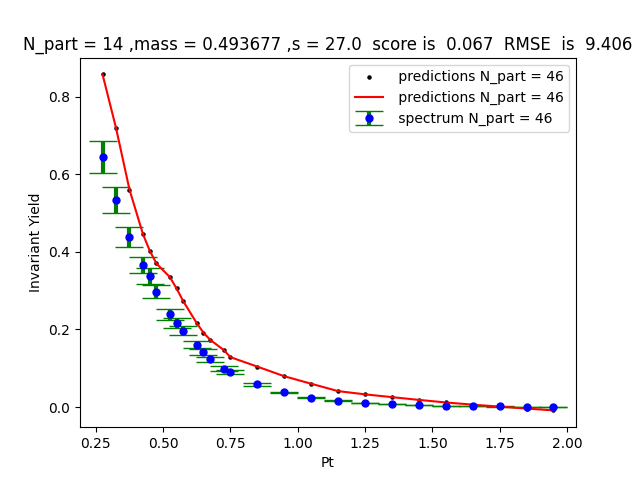 N_part = 14 ,mass = 0.493677 ,s = 27.0  score is  0.067  RMSE  is  9.406
predictions N_part = 46
predictions N_part = 46
spectrum N_part = 46
Invariant Yield
0.8
0.6
0.4
0.2
0.0
0.25 0.50 0.75 1.00 1.25 1.50 1.75 2.00
Pt